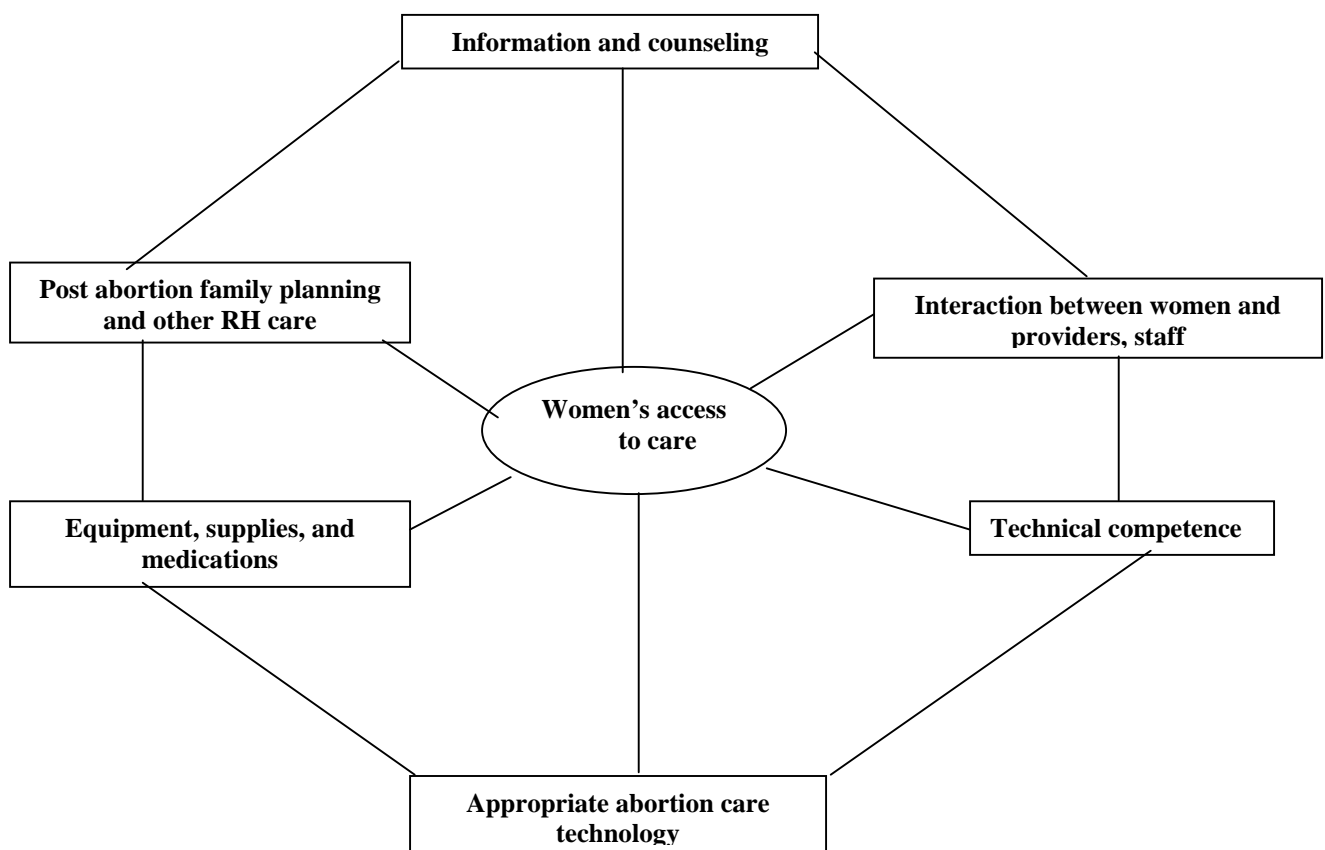 Information and counseling
Post abortion family planning
and other RH care
Interaction between women and
providers, staff
Women’s access
to care
Equipment, supplies, and
medications
Technical competence
Appropriate abortion care
technology